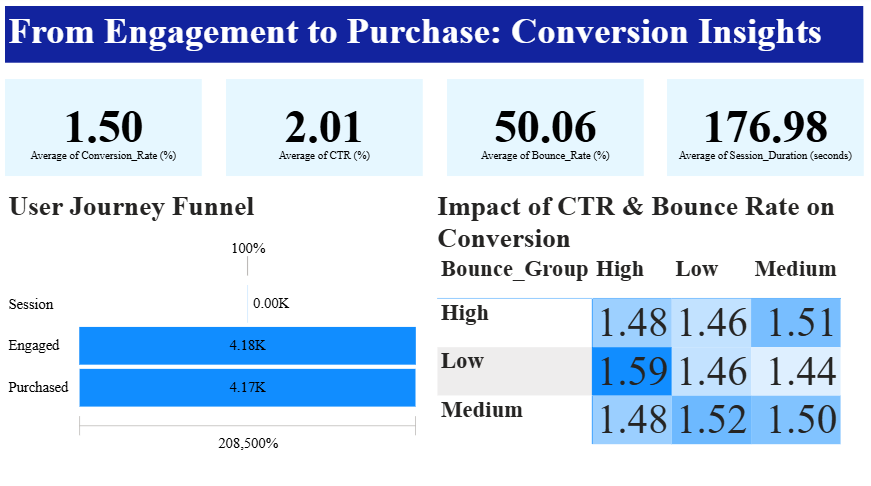 From Engagement to Purchase: Conversion Insights
1.50
Average of Conversion_Rate (%)
2.01
Average of CTR (%)
50.06
Average of Bounce_Rate (%)
176.98
Average of Session_Duration (seconds)
User Journey Funnel
100%
Session 0.00K
Engaged 4.18K
Purchased 4.17K
208,500%
Impact of CTR & Bounce Rate on
Conversion
Bounce_Group High Low Medium
High 1.48 1.46 1.51
Low 1.59 1.46 1.44
Medium 1.48 1.52 1.50